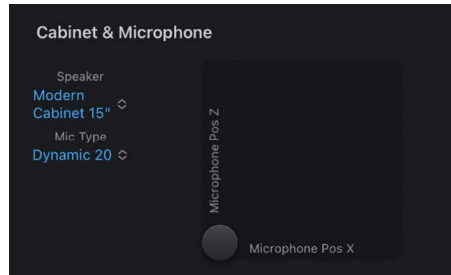 Cabinet & Microphone
Speaker
Modern
Cabinet 15"
Mic Type
Dynamic 20
Microphone Pos Z
Microphone Pos X